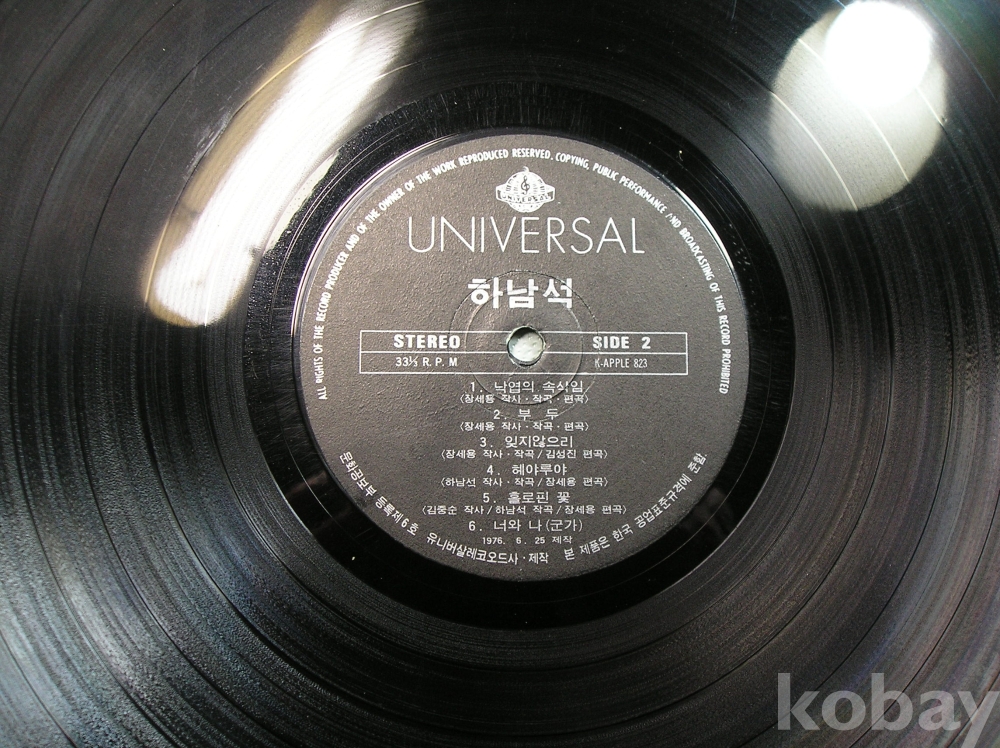 ALL RIGHTS OF THE RECORD PRODUCER AND OF THE OWNER OF THE WORK REPRODUCED RESERVED. COPYING, PUBLIC PERFORMANCE AND BROADCASTING OF THIS RECORD PROHIBITED
UNIVERSAL
하남석
STEREO SIDE 2
33⅓ R.P.M K-APPLE 823
1. 낙엽의 속삭임
(장세용 작사·작곡·편곡)
2. 부 두
(장세용 작사·작곡·편곡)
3. 잊지않으리
(장세용 작사·작곡/김성진 편곡)
4. 헤야루야
(하남선 작사·작곡/장세용 편곡)
5. 홀로핀 꽃
(김중순 작사/하남석 작곡/장세용 편곡)
6. 너와 나(군가)
1976. 6. 25 제작
문화공보부 등록제6호 유니버살레코오드사·제작 본 제품은 한국 공업표준규격에 준함.
kobay